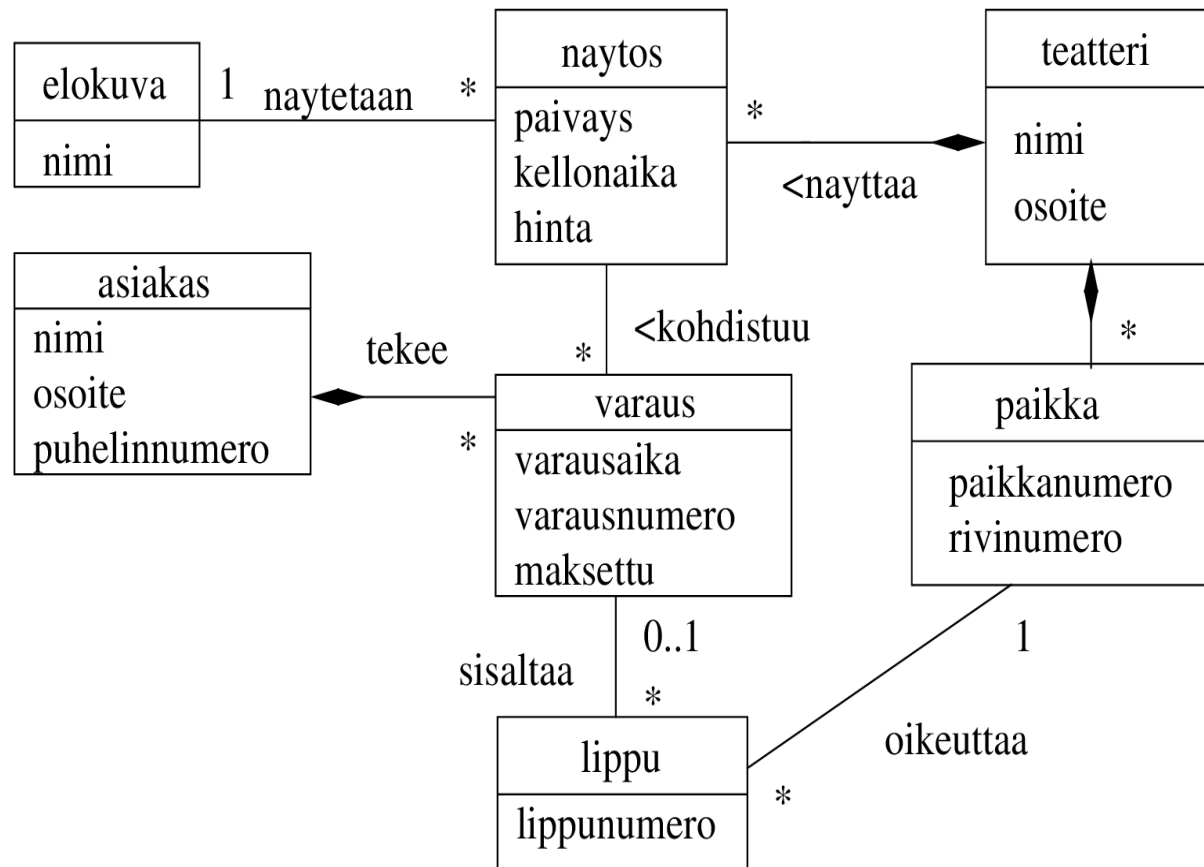 elokuva
nimi
1
naytetaan
*
naytos
paivays
kellonaika
hinta
*
<nayttaa
teatteri
nimi
osoite
asiakas
nimi
osoite
puhelinnumero
tekee
*
*
<kohdistuu
varaus
varausaika
varausnumero
maksettu
*
paikka
paikkanumero
rivinumero
0..1
sisaltaa
*
1
oikeuttaa
*
lippu
lippunumero